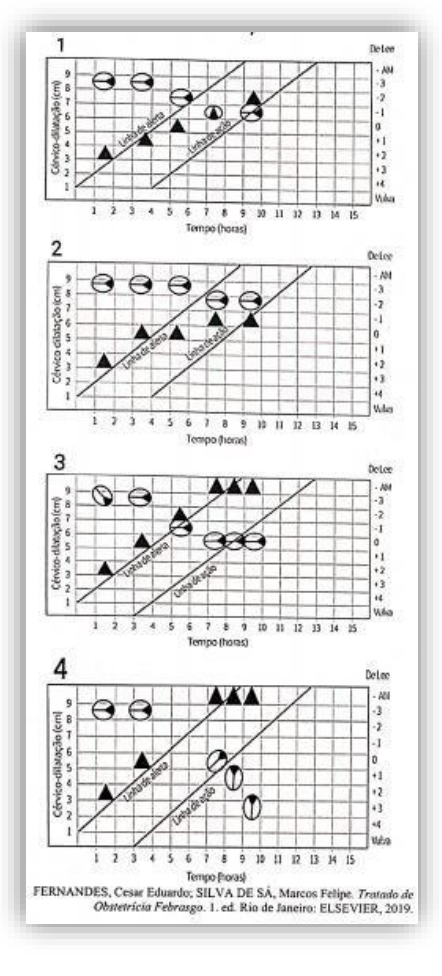 1
DeLee
Cérvico-dilatação (cm)
9
8
7
6
5
4
3
2
1
Linha de alerta
Linha de ação
- AM
-3
-2
-1
0
+1
+2
+3
+4
Vulva
1 2 3 4 5 6 7 8 9 10 11 12 13 14 15
Tempo (horas)
2
DeLee
Cérvico dilatação (cm)
9
8
7
6
5
4
3
2
1
Linha de alerta
Linha de ação
- AM
-3
-2
-1
0
+1
+2
+3
+4
Vulva
1 2 3 4 5 6 7 8 9 10 11 12 13 14 15
Tempo (horas)
3
DeLee
Cérvico-dilatação (cm)
9
8
7
6
5
4
3
2
1
Linha de alerta
Linha de ação
- AM
-3
-2
-1
0
+1
+2
+3
+4
Vulva
1 2 3 4 5 6 7 8 9 10 11 12 13 14 15
Tempo (horas)
4
DeLee
Cérvico-dilatação (cm)
9
8
7
6
5
4
3
2
1
Linha de alerta
Linha de ação
- AM
-3
-2
-1
0
+1
+2
+3
+4
Vulva
1 2 3 4 5 6 7 8 9 10 11 12 13 14 15
Tempo (horas)
FERNANDES, Cesar Eduardo; SILVA DE SÁ, Marcos Felipe. Tratado de
Obstetrícia Febrasgo. 1. ed. Rio de Janeiro: ELSEVIER, 2019.